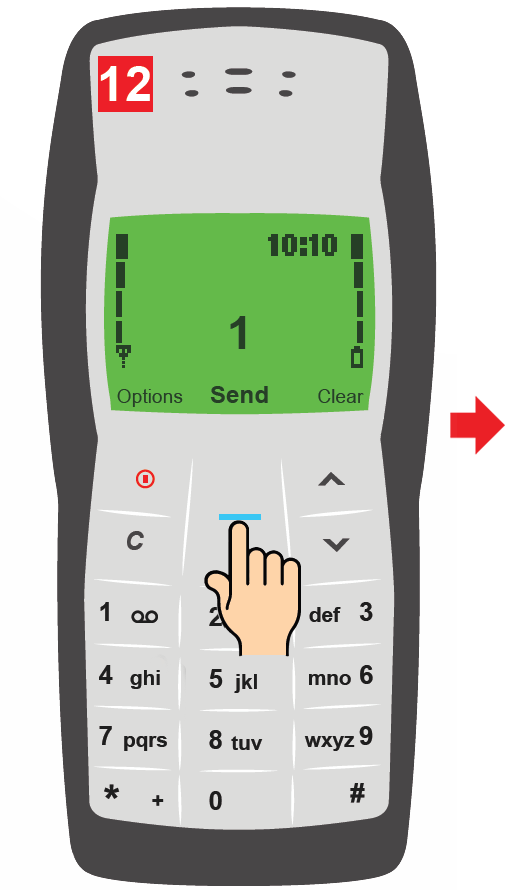 12
10:10
1
Options Send Clear
C
1 2 def 3
4 ghi 5 jkl mno 6
7 pqrs 8 tuv wxyz 9
* + 0 #